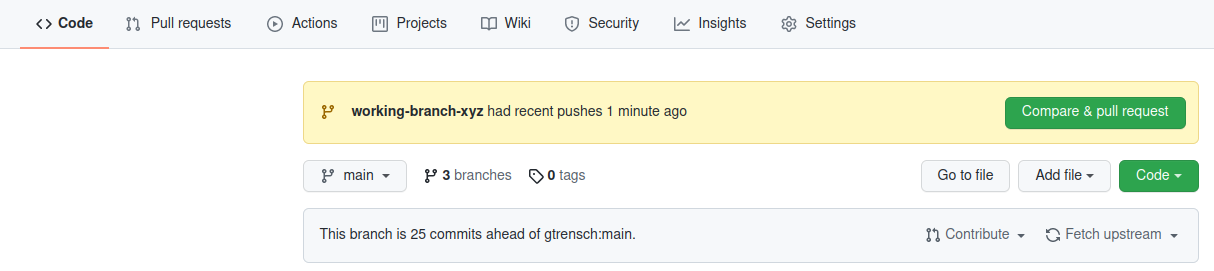 Code Pull requests Actions Projects Wiki Security Insights Settings
working-branch-xyz had recent pushes 1 minute ago Compare & pull request
main 3 branches 0 tags Go to file Add file Code
This branch is 25 commits ahead of gtrensch:main. Contribute Fetch upstream